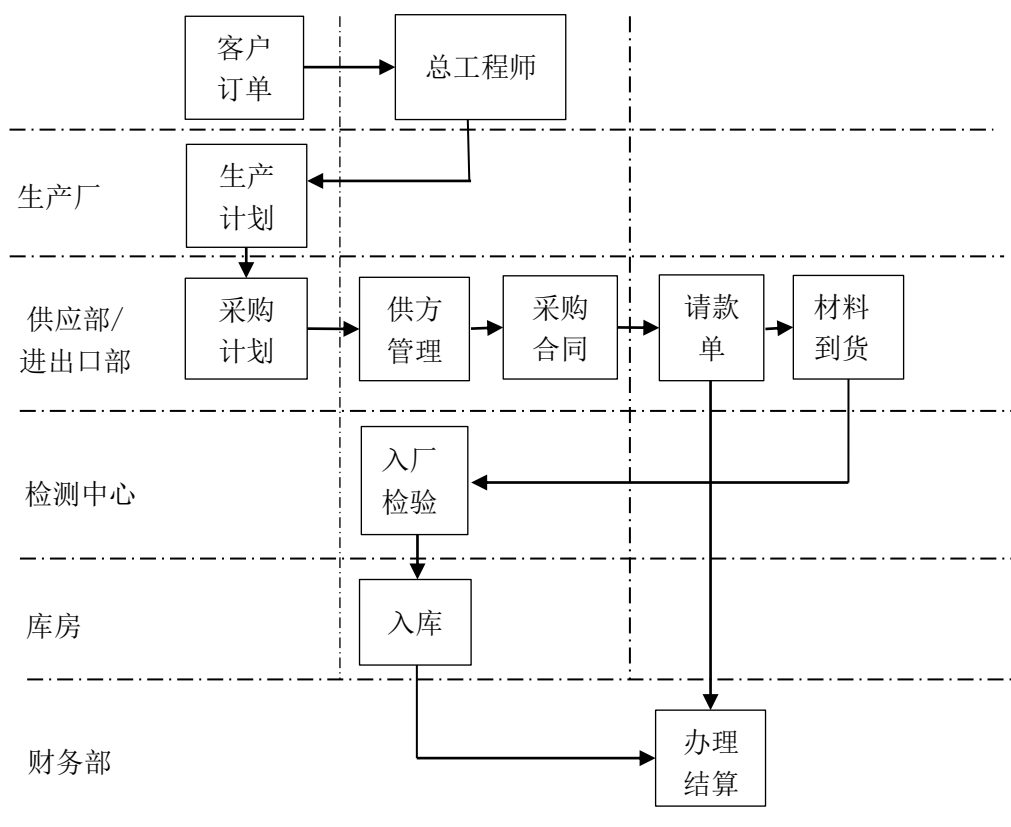 客户
订单
总工程师
生产厂
生产
计划
供应部/
进出口部
采购
计划
供方
管理
采购
合同
请款
单
材料
到货
检测中心
入厂
检验
库房
入库
财务部
办理
结算